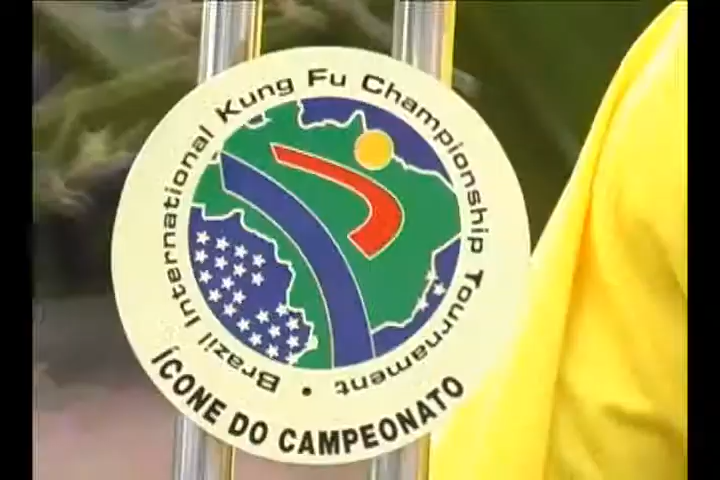 Brazil International Kung Fu Championship Tournament •
ÍCONE DO CAMPEONATO